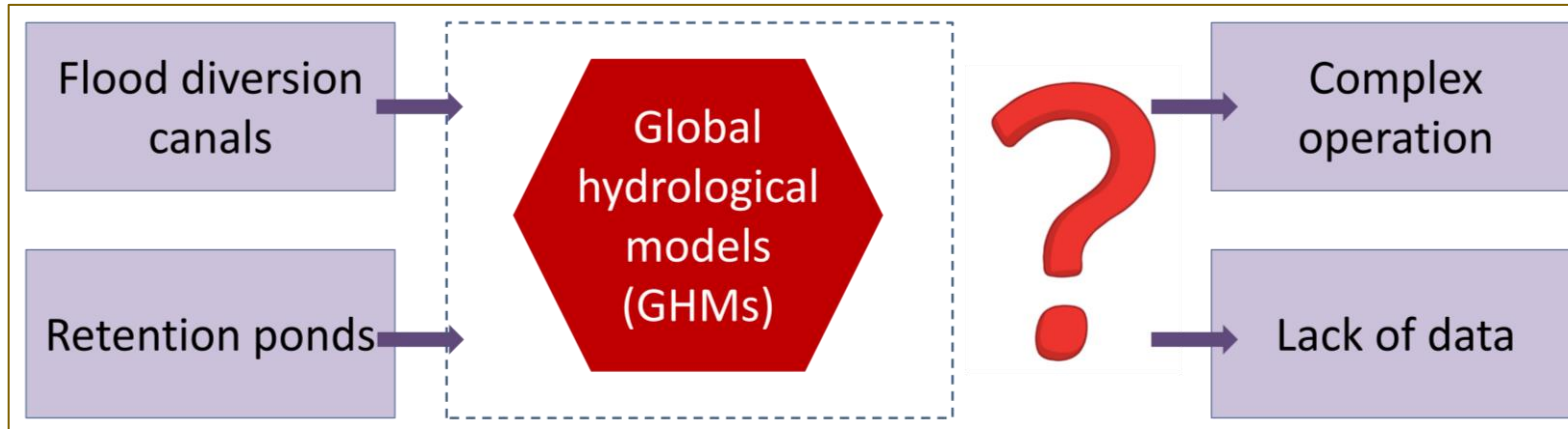 Flood diversion
canals
Retention ponds
Global
hydrological
models
(GHMs)
?
Complex
operation
Lack of data